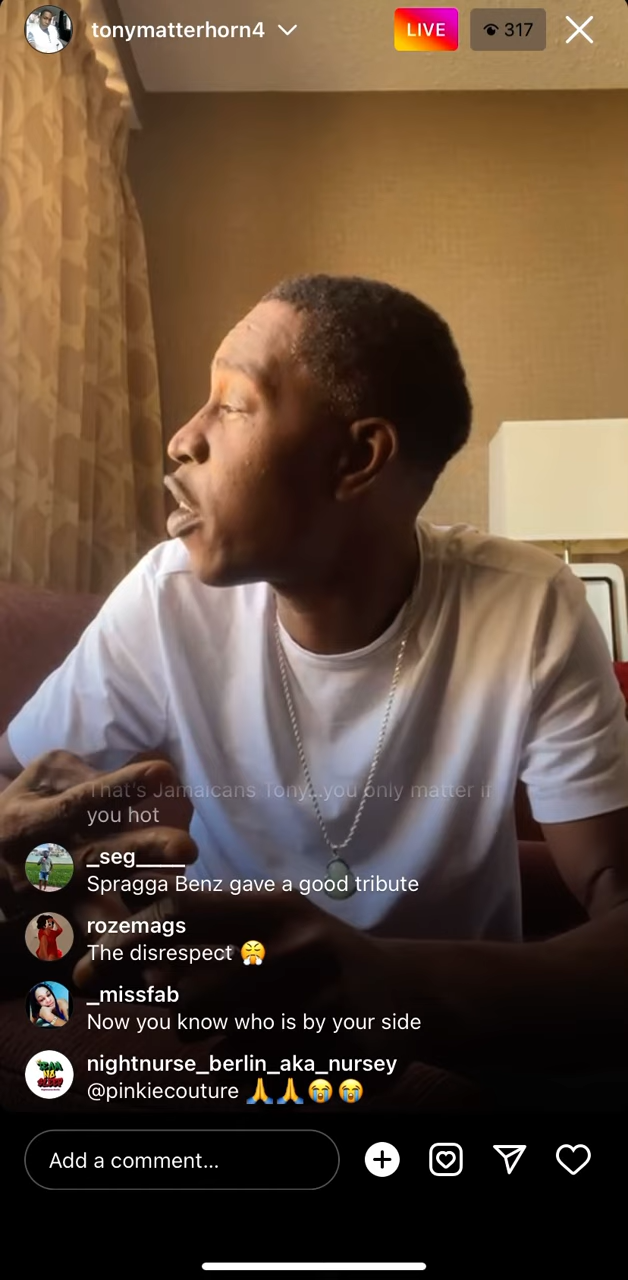 tonymatterhorn4
LIVE
317
That's Jamaicans Tony...you only matter if
you hot
_seg____
Spragga Benz gave a good tribute
rozemags
The disrespect 😤
_missfab
Now you know who is by your side
nightnurse_berlin_aka_nursey
@pinkiecouture 🙏🙏😭😭
Add a comment...